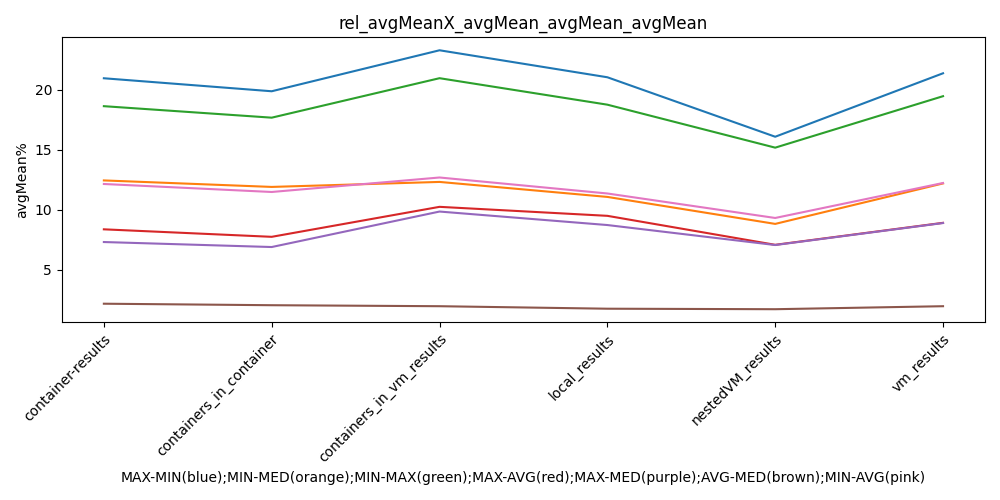 rel_avgMeanX_avgMean_avgMean_avgMean
avgMean%
20
15
10
5
container-results
containers_in_container
containers_in_vm_results
local_results
nestedVM_results
vm_results
MAX-MIN(blue);MIN-MED(orange);MIN-MAX(green);MAX-AVG(red);MAX-MED(purple);AVG-MED(brown);MIN-AVG(pink)